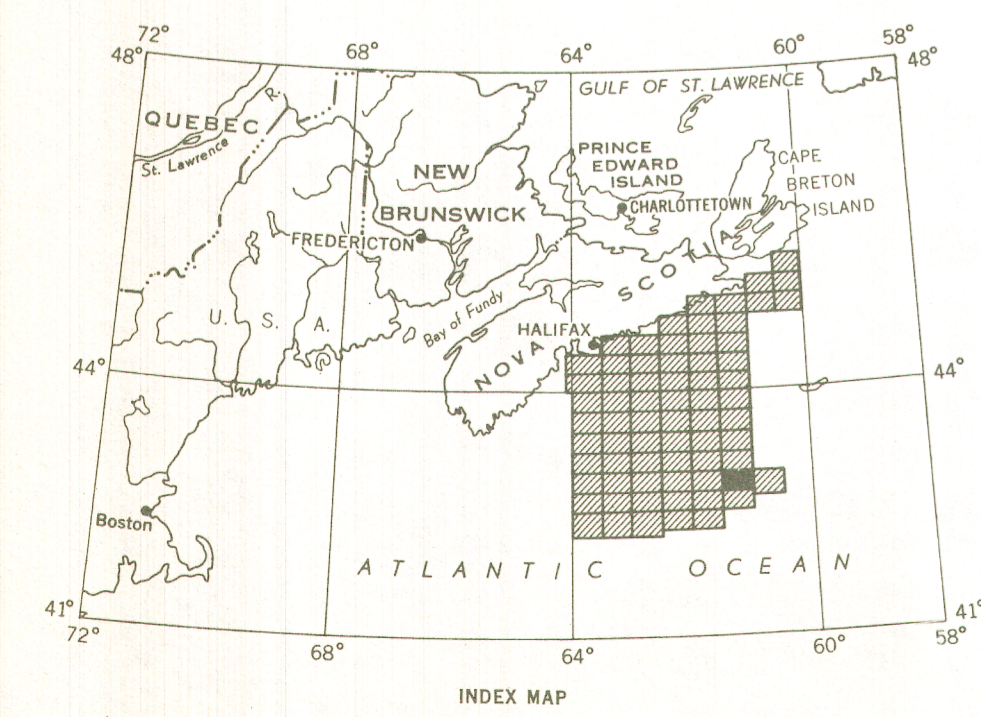 72° 68° 64° 60° 58°
48° 48°
GULF OF ST. LAWRENCE
R.
QUEBEC
St. Lawrence
PRINCE
EDWARD
ISLAND
CAPE
BRETON
ISLAND
NEW
BRUNSWICK
CHARLOTTETOWN
FREDERICTON
NOVA SCOTIA
U. S. A.
Bay of Fundy
HALIFAX
44° 44°
Boston
ATLANTIC OCEAN
41° 41°
72° 68° 64° 60° 58°
INDEX MAP